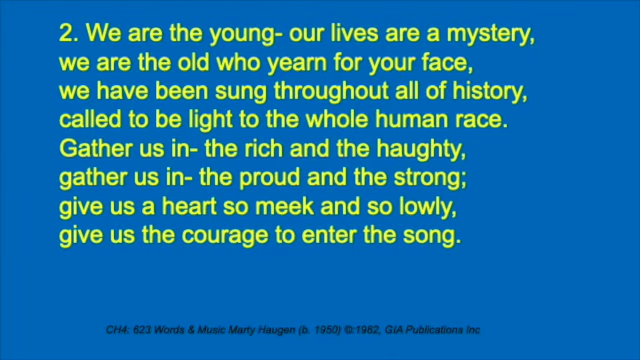 2. We are the young- our lives are a mystery,
we are the old who yearn for your face,
we have been sung throughout all of history,
called to be light to the whole human race.
Gather us in- the rich and the haughty,
gather us in- the proud and the strong;
give us a heart so meek and so lowly,
give us the courage to enter the song.
CH4: 623 Words & Music Marty Haugen (b. 1950) ©:1982, GIA Publications Inc